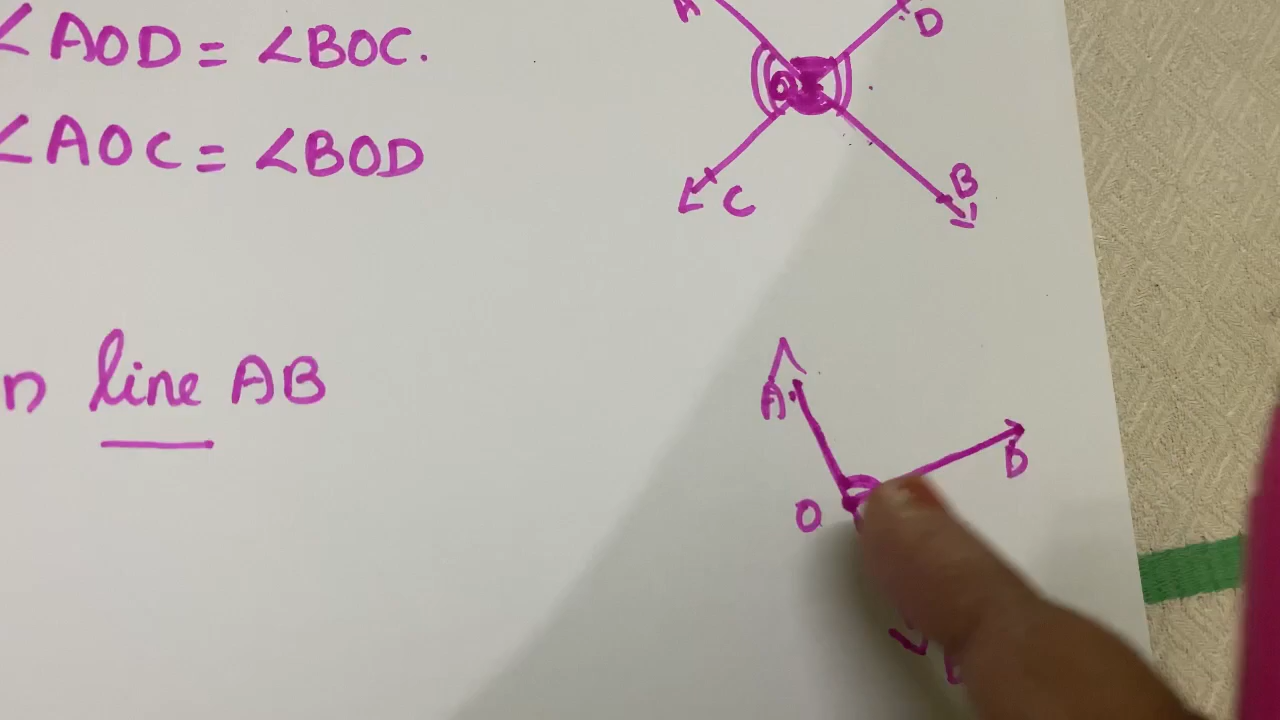 ∠AOD = ∠BOC.
∠AOC = ∠BOD
A
D
O
C
B
line AB
A
B
O